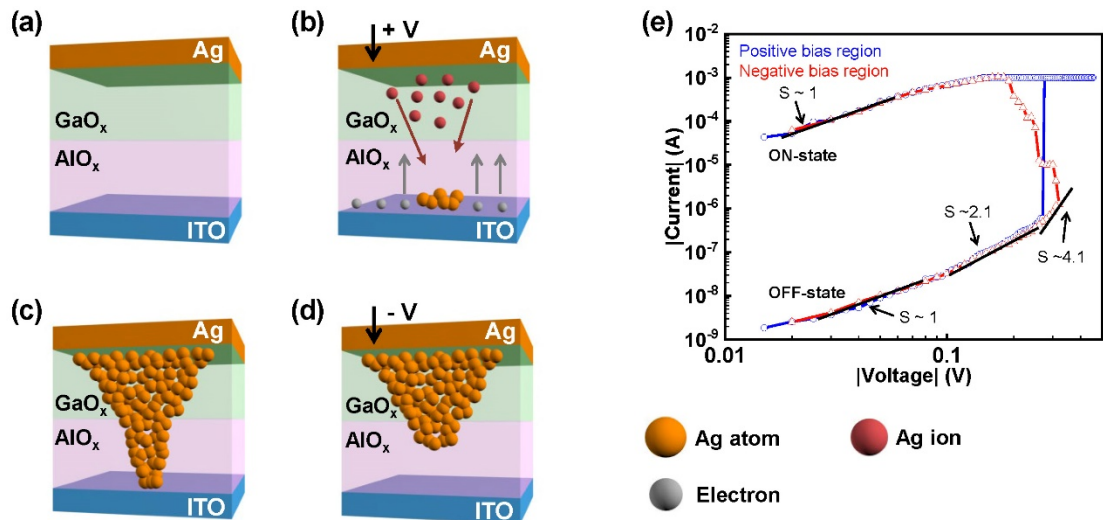 (a)
Ag
GaOx
AlOx
ITO
(b)
+ V
Ag
GaOx
AlOx
ITO
(c)
Ag
GaOx
AlOx
ITO
(d)
- V
Ag
GaOx
AlOx
ITO
(e)
Positive bias region
Negative bias region
S ~ 1
ON-state
S ~2.1
S ~4.1
OFF-state
S ~ 1
10⁻²
10⁻³
10⁻⁴
10⁻⁵
10⁻⁶
10⁻⁷
10⁻⁸
10⁻⁹
|Current| (A)
0.01
0.1
|Voltage| (V)
Ag atom
Ag ion
Electron